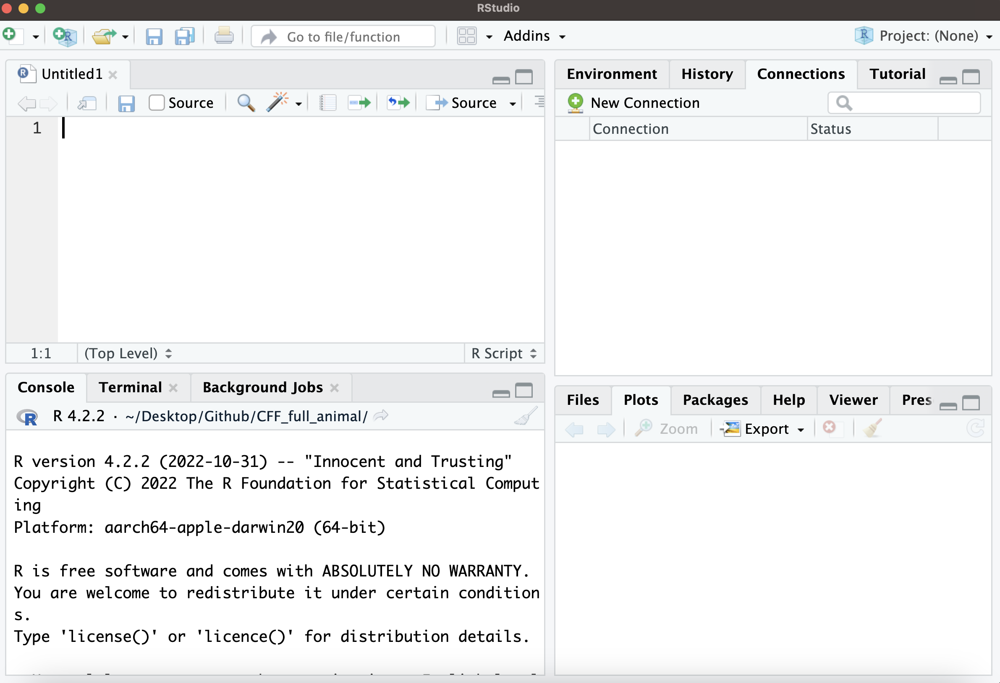 RStudio
Go to file/function
Addins
Project: (None)
Untitled1
Source
Source
1
1:1
(Top Level)
R Script
Environment
History
Connections
Tutorial
New Connection
Connection
Status
Console
Terminal
Background Jobs
R 4.2.2 · ~/Desktop/Github/CFF_full_animal/
R version 4.2.2 (2022-10-31) -- "Innocent and Trusting"
Copyright (C) 2022 The R Foundation for Statistical Comput
ing
Platform: aarch64-apple-darwin20 (64-bit)
R is free software and comes with ABSOLUTELY NO WARRANTY.
You are welcome to redistribute it under certain condition
s.
Type 'license()' or 'licence()' for distribution details.
Files
Plots
Packages
Help
Viewer
Pres
Zoom
Export